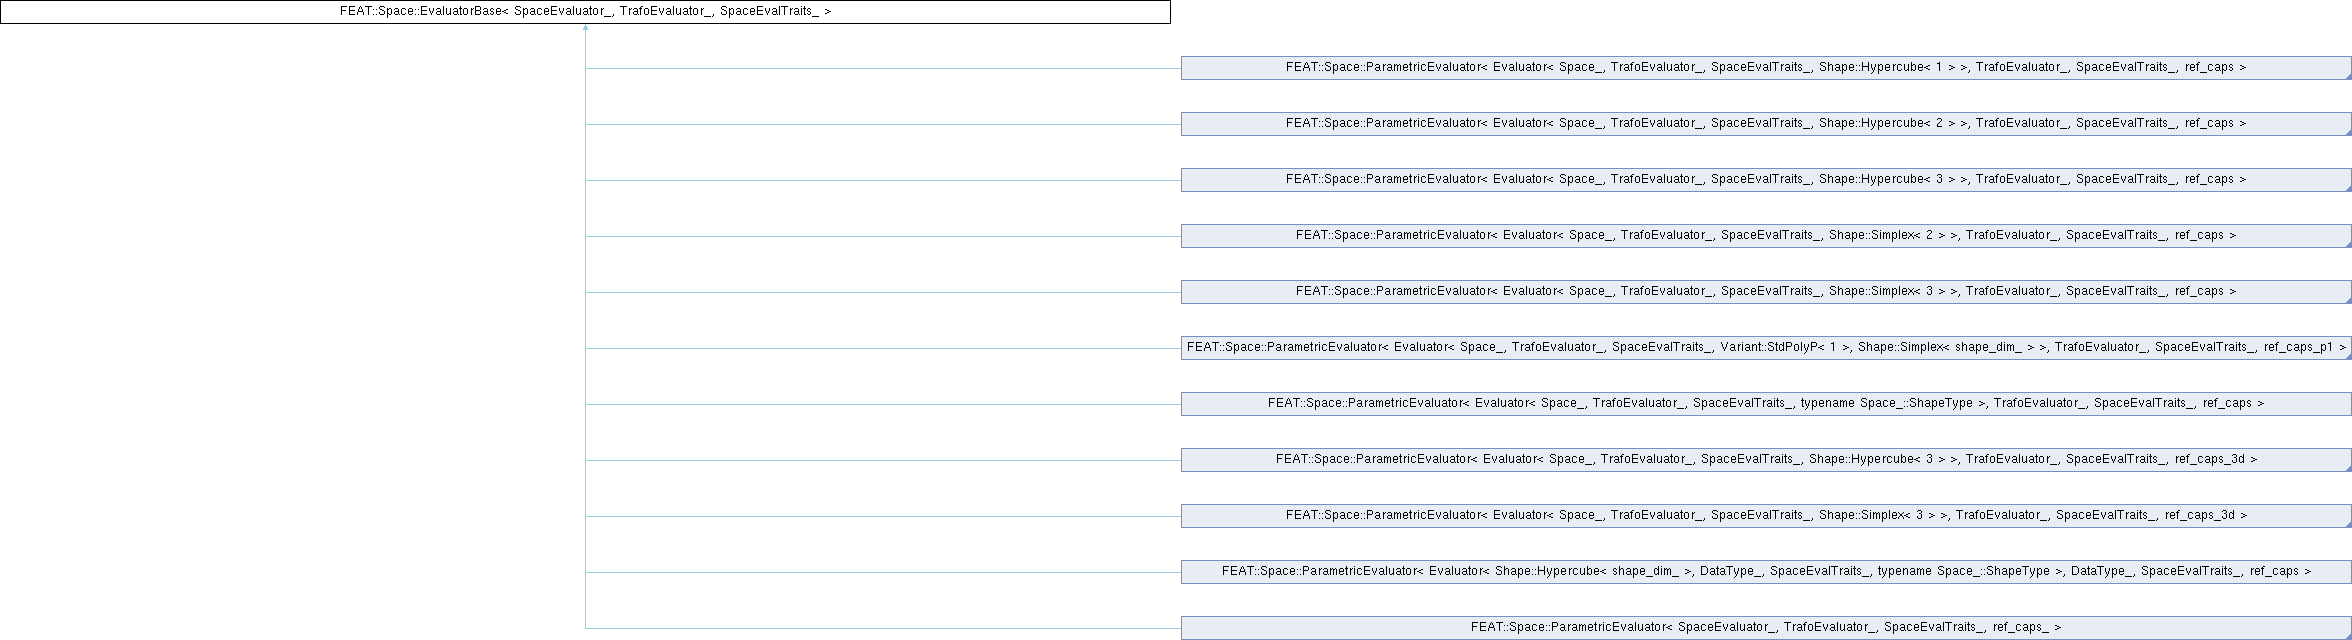 FEAT::Space::EvaluatorBase< SpaceEvaluator_, TrafoEvaluator_, SpaceEvalTraits_ >
FEAT::Space::ParametricEvaluator< Evaluator< Space_, TrafoEvaluator_, SpaceEvalTraits_, Shape::Hypercube< 1 > >, TrafoEvaluator_, SpaceEvalTraits_, ref_caps >
FEAT::Space::ParametricEvaluator< Evaluator< Space_, TrafoEvaluator_, SpaceEvalTraits_, Shape::Hypercube< 2 > >, TrafoEvaluator_, SpaceEvalTraits_, ref_caps >
FEAT::Space::ParametricEvaluator< Evaluator< Space_, TrafoEvaluator_, SpaceEvalTraits_, Shape::Hypercube< 3 > >, TrafoEvaluator_, SpaceEvalTraits_, ref_caps >
FEAT::Space::ParametricEvaluator< Evaluator< Space_, TrafoEvaluator_, SpaceEvalTraits_, Shape::Simplex< 2 > >, TrafoEvaluator_, SpaceEvalTraits_, ref_caps >
FEAT::Space::ParametricEvaluator< Evaluator< Space_, TrafoEvaluator_, SpaceEvalTraits_, Shape::Simplex< 3 > >, TrafoEvaluator_, SpaceEvalTraits_, ref_caps >
FEAT::Space::ParametricEvaluator< Evaluator< Space_, TrafoEvaluator_, SpaceEvalTraits_, Variant::StdPolyP< 1 >, Shape::Simplex< shape_dim_ > >, TrafoEvaluator_, SpaceEvalTraits_, ref_caps_p1 >
FEAT::Space::ParametricEvaluator< Evaluator< Space_, TrafoEvaluator_, SpaceEvalTraits_, typename Space_::ShapeType >, TrafoEvaluator_, SpaceEvalTraits_, ref_caps >
FEAT::Space::ParametricEvaluator< Evaluator< Space_, TrafoEvaluator_, SpaceEvalTraits_, Shape::Hypercube< 3 > >, TrafoEvaluator_, SpaceEvalTraits_, ref_caps_3d >
FEAT::Space::ParametricEvaluator< Evaluator< Space_, TrafoEvaluator_, SpaceEvalTraits_, Shape::Simplex< 3 > >, TrafoEvaluator_, SpaceEvalTraits_, ref_caps_3d >
FEAT::Space::ParametricEvaluator< Evaluator< Shape::Hypercube< shape_dim_ >, DataType_, SpaceEvalTraits_, typename Space_::ShapeType >, DataType_, SpaceEvalTraits_, ref_caps >
FEAT::Space::ParametricEvaluator< SpaceEvaluator_, TrafoEvaluator_, SpaceEvalTraits_, ref_caps_ >